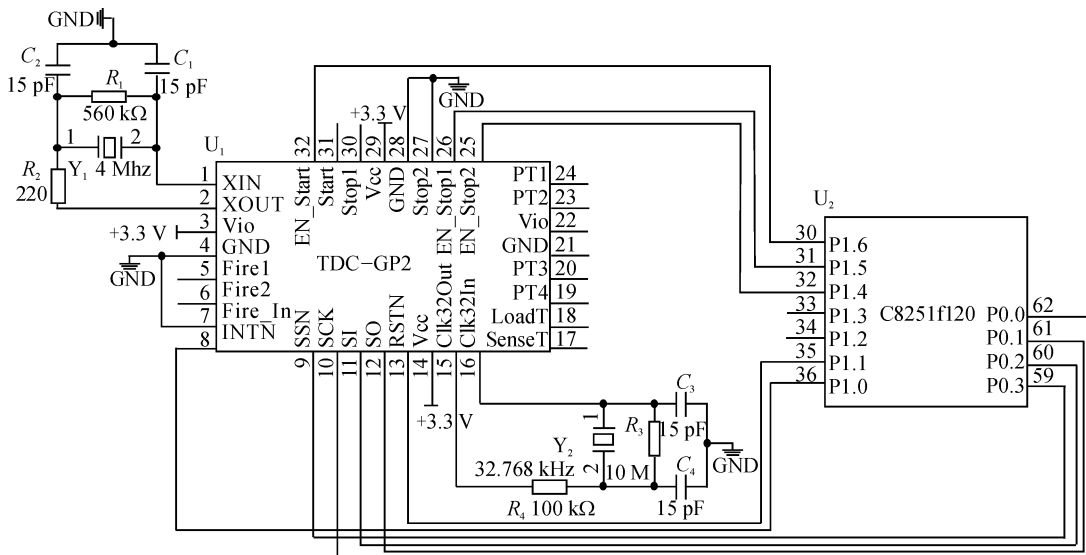 GND
C₂
C₁
15 pF
R₁
15 pF
560 kΩ
1
2
Y₁
4 Mhz
R₂
220
U₁
+3.3 V
GND
32
31
30
29
28
27
26
25
EN_Start
Start
Stop1
Vcc
GND
Stop2
EN_Stop1
EN_Stop2
1
XIN
2
XOUT
3
Vio
+3.3 V
4
GND
GND
5
Fire1
6
Fire2
7
Fire_In
8
INTN
TDC-GP2
PT1
24
PT2
23
Vio
22
GND
21
PT3
20
PT4
19
LoadT
18
SenseT
17
SSN
SCK
SI
SO
RSTN
Vcc
Clk32Out
Clk32In
9
10
11
12
13
14
15
16
+3.3 V
1
Y₂
2
32.768 kHz
R₃
10 M
C₃
15 pF
C₄
15 pF
GND
R₄ 100 kΩ
U₂
30
P1.6
31
P1.5
32
P1.4
33
P1.3
34
P1.2
35
P1.1
36
P1.0
C8251fl20
P0.0
62
P0.1
61
P0.2
60
P0.3
59